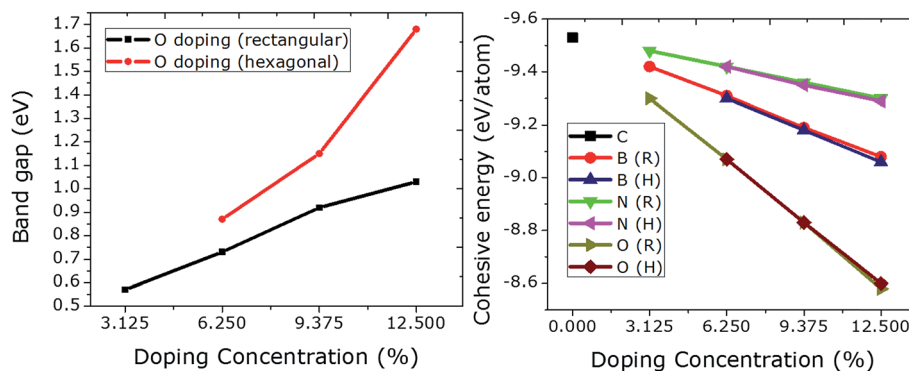 Band gap (eV)
1.7
1.6
1.5
1.4
1.3
1.2
1.1
1.0
0.9
0.8
0.7
0.6
0.5
O doping (rectangular)
O doping (hexagonal)
3.125 6.250 9.375 12.500
Doping Concentration (%)
Cohesive energy (eV/atom)
-9.6
-9.4
-9.2
-9.0
-8.8
-8.6
C
B (R)
B (H)
N (R)
N (H)
O (R)
O (H)
0.000 3.125 6.250 9.375 12.500
Doping Concentration (%)